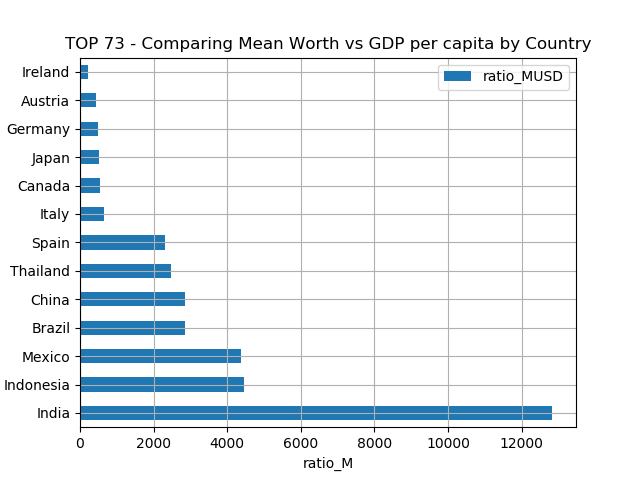 TOP 73 - Comparing Mean Worth vs GDP per capita by Country
ratio_MUSD
Ireland
Austria
Germany
Japan
Canada
Italy
Spain
Thailand
China
Brazil
Mexico
Indonesia
India
0 2000 4000 6000 8000 10000 12000
ratio_M